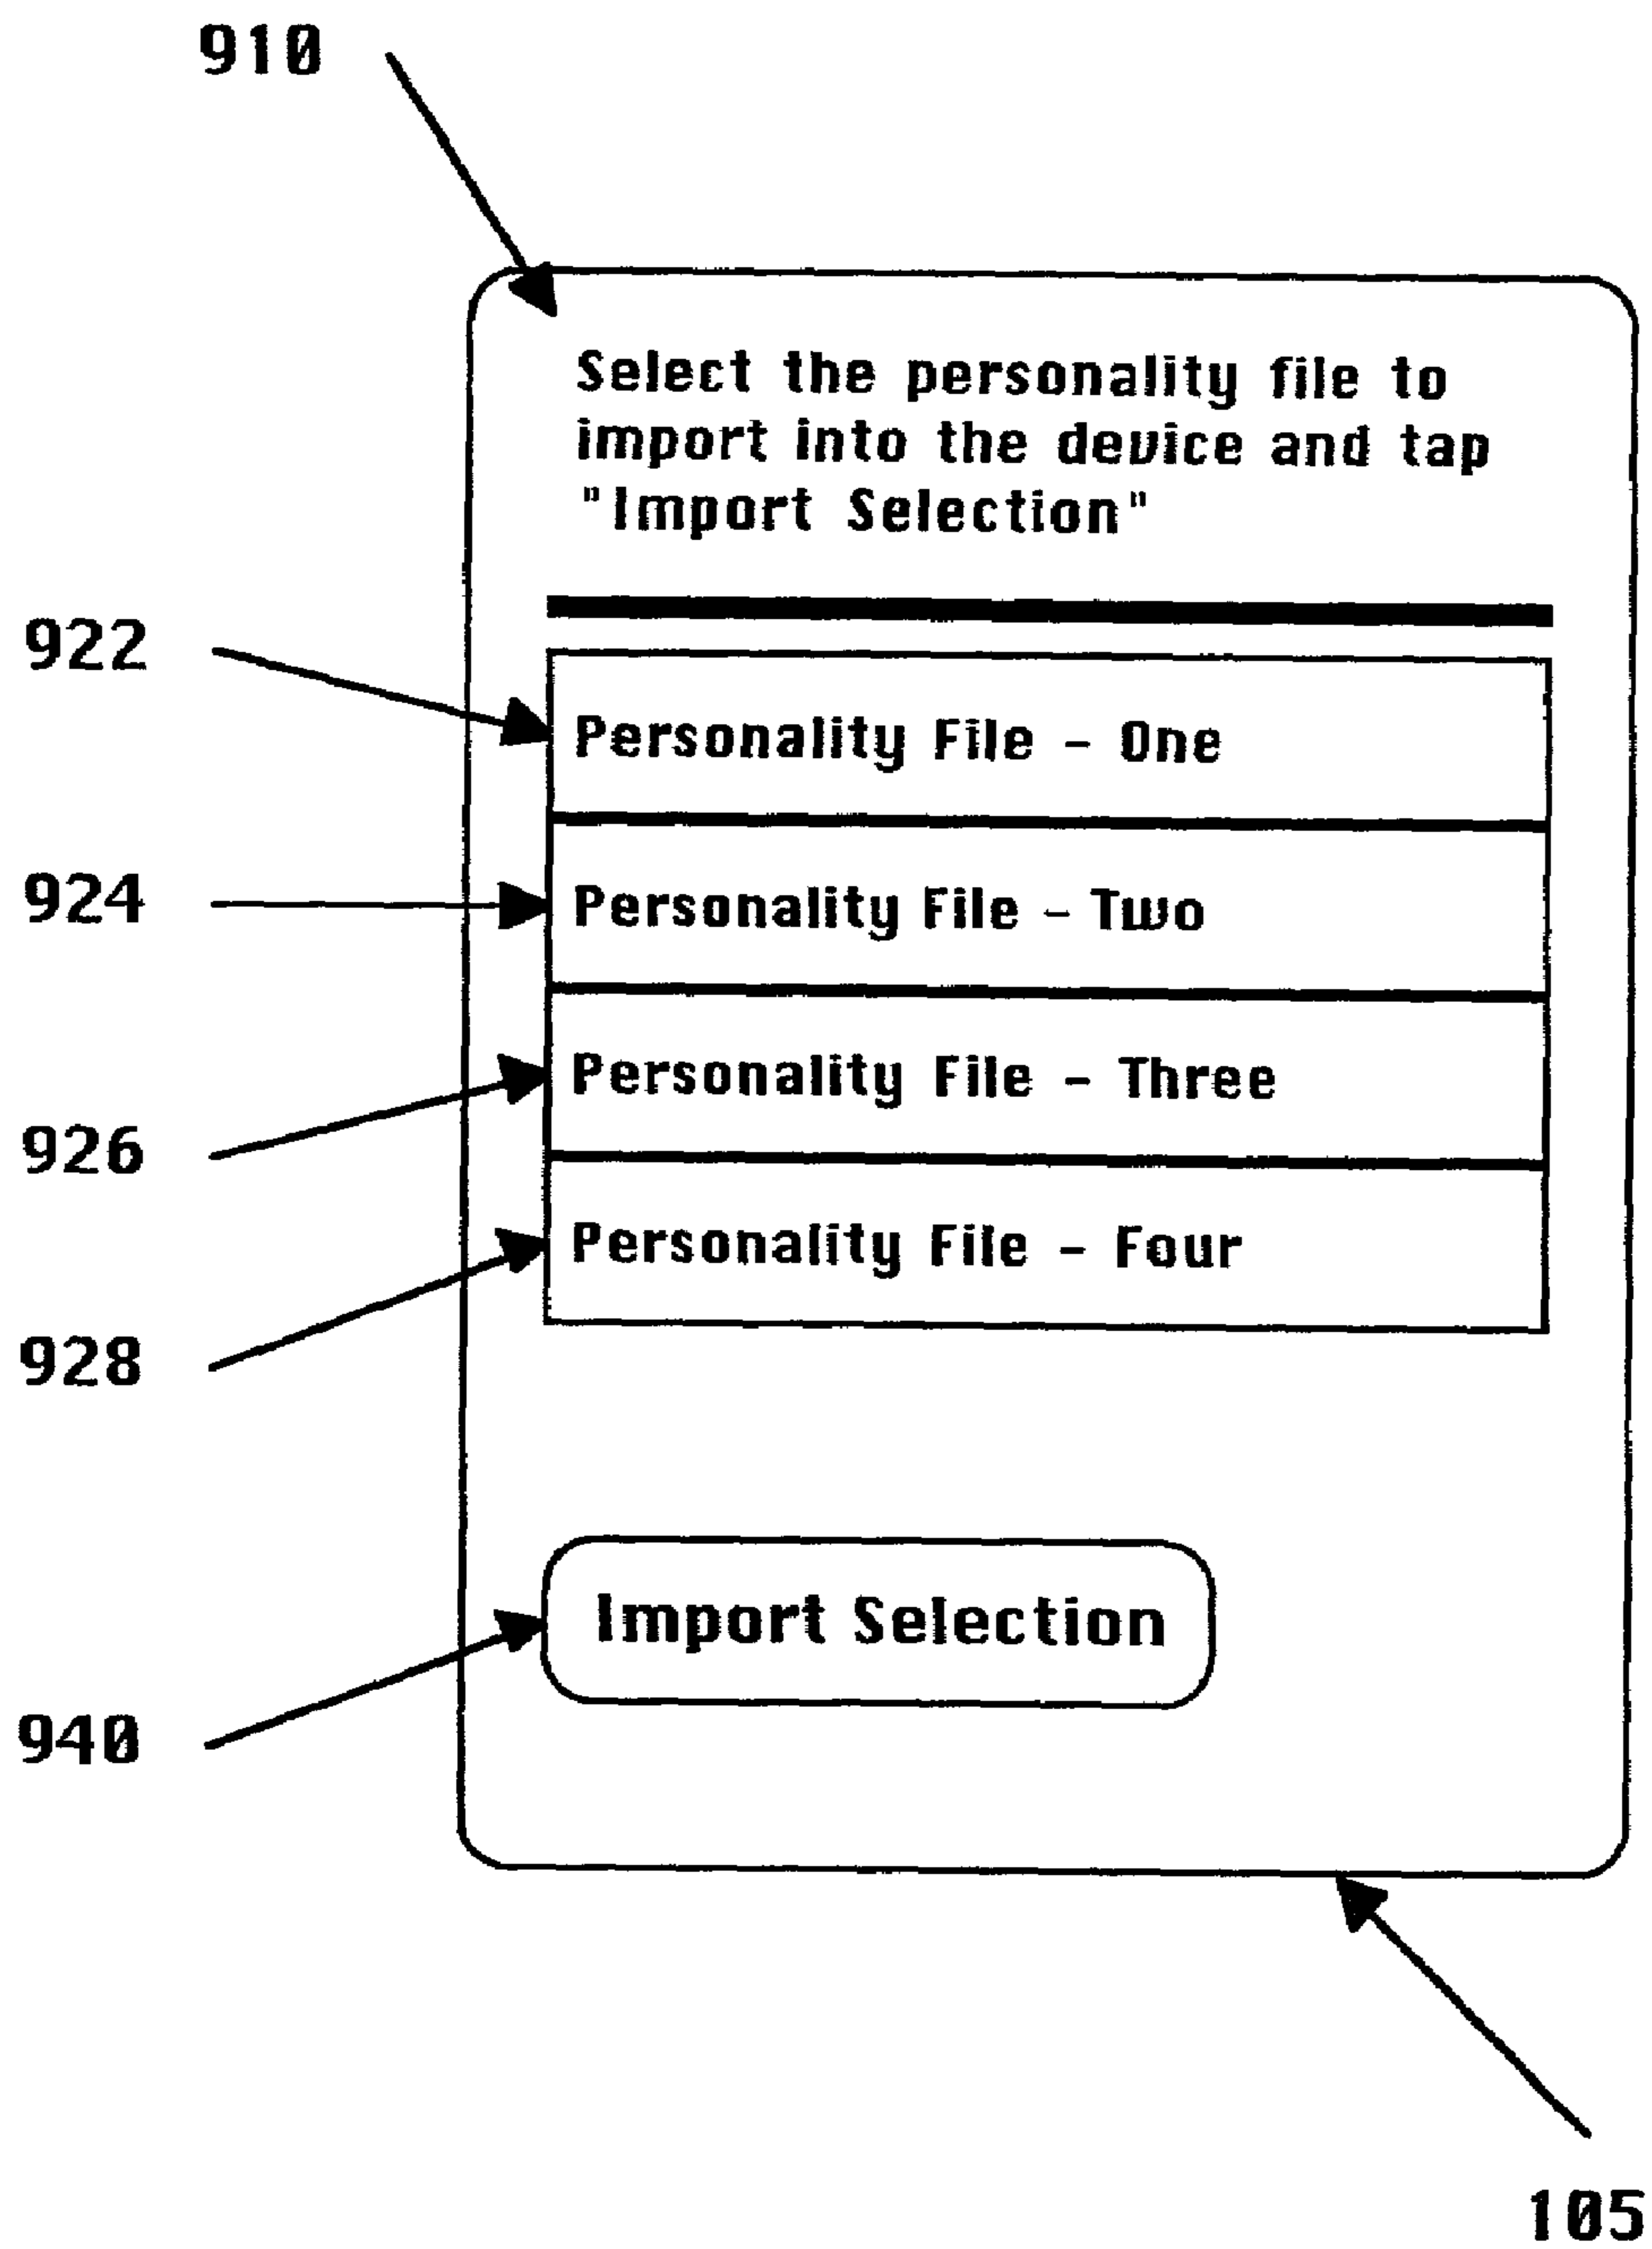 910
Select the personality file to
import into the device and tap
"Import Selection"
922
Personality File - One
924
Personality File - Two
926
Personality File - Three
928
Personality File - Four
Import Selection
940
105